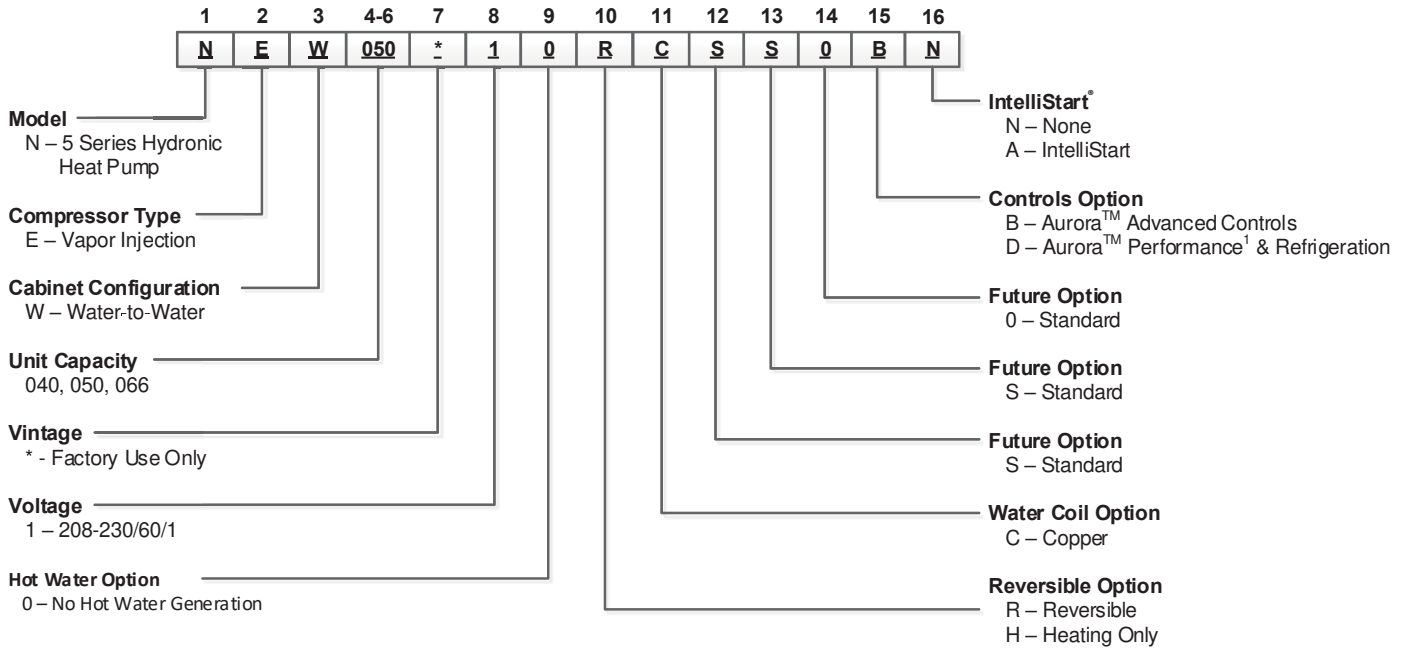 1 2 3 4-6 7 8 9 10 11 12 13 14 15 16
N E W 050 * 1 0 R C S S 0 B N
Model
N – 5 Series Hydronic
Heat Pump
Compressor Type
E – Vapor Injection
Cabinet Configuration
W – Water-to-Water
Unit Capacity
040, 050, 066
Vintage
* - Factory Use Only
Voltage
1 – 208-230/60/1
Hot Water Option
0 – No Hot Water Generation
IntelliStart®
N – None
A – IntelliStart
Controls Option
B – Aurora™ Advanced Controls
D – Aurora™ Performance¹ & Refrigeration
Future Option
0 – Standard
Future Option
S – Standard
Future Option
S – Standard
Water Coil Option
C – Copper
Reversible Option
R – Reversible
H – Heating Only